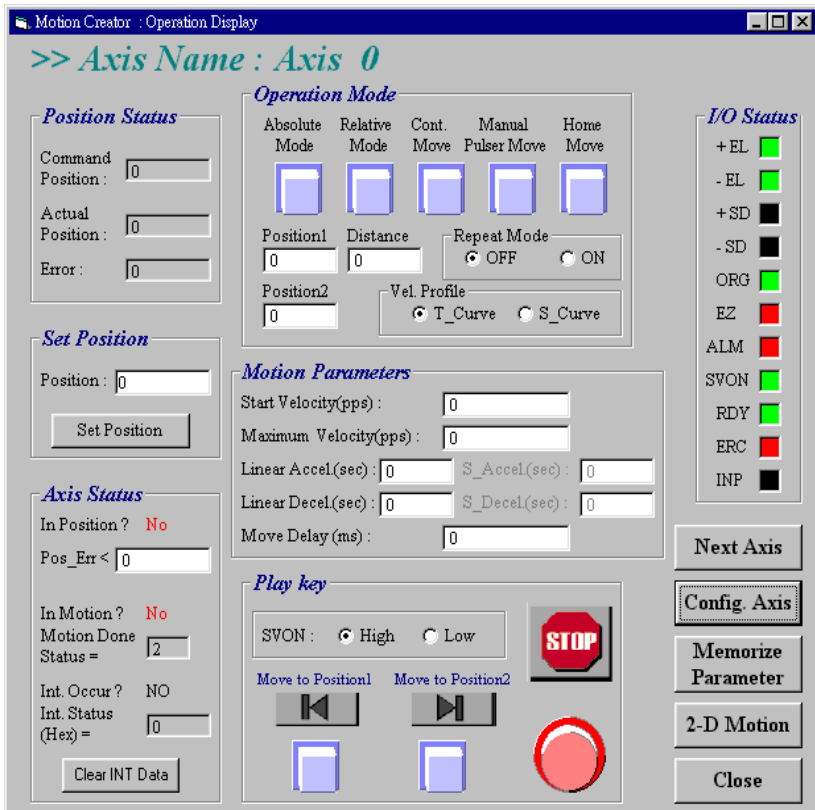 Motion Creator : Operation Display
>> Axis Name : Axis 0
Position Status
Command
Position :
0
Actual
Position :
0
Error :
0
Set Position
Position :
0
Set Position
Axis Status
In Position ? No
Pos_Err <
0
In Motion ? No
Motion Done
Status =
2
Int. Occur ? NO
Int. Status
(Hex) =
0
Clear INT Data
Operation Mode
Absolute
Mode
Relative
Mode
Cont.
Move
Manual
Pulser Move
Home
Move
Position1
0
Distance
0
Repeat Mode
OFF
ON
Position2
0
Vel. Profile
T_Curve
S_Curve
Motion Parameters
Start Velocity(pps) :
0
Maximum Velocity(pps) :
0
Linear Accel.(sec) :
0
S_Accel.(sec) :
0
Linear Decel.(sec) :
0
S_Decel.(sec) :
0
Move Delay (ms) :
0
Play key
SVON :
High
Low
STOP
Move to Position1
Move to Position2
I/O Status
+ EL
- EL
+ SD
- SD
ORG
EZ
ALM
SVON
RDY
ERC
INP
Next Axis
Config. Axis
Memorize
Parameter
2-D Motion
Close